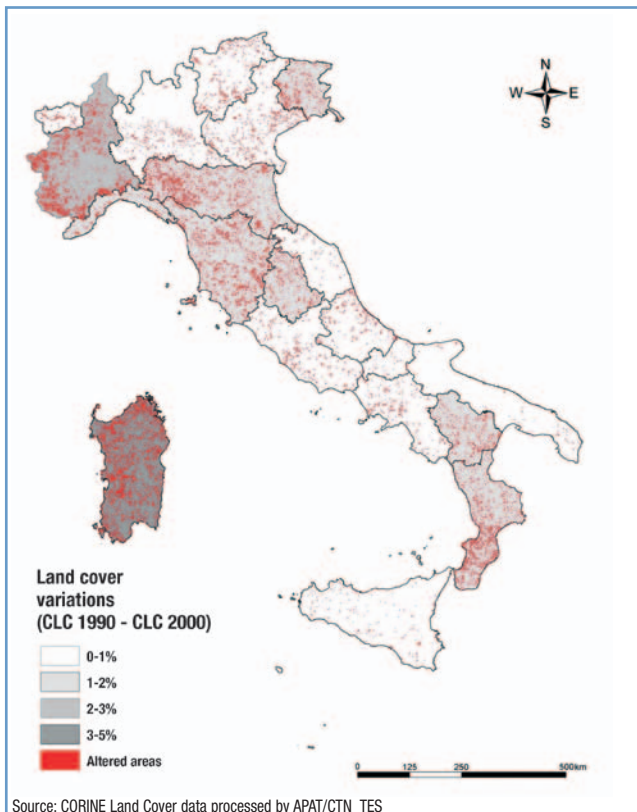 N
W E
S
Land cover
variations
(CLC 1990 - CLC 2000)
0-1%
1-2%
2-3%
3-5%
Altered areas
0 125 250 500km
Source: CORINE Land Cover data processed by APAT/CTN_TES